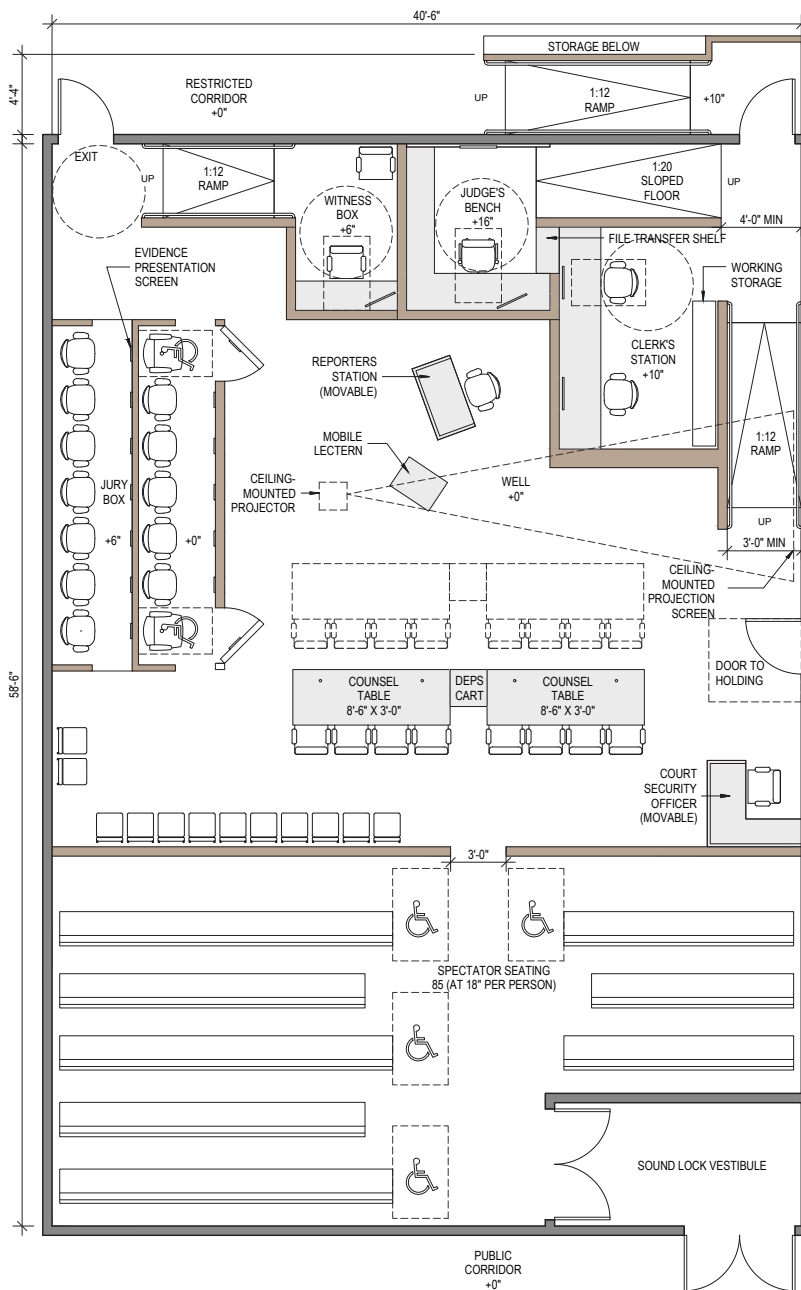 40'-6"
STORAGE BELOW
4'-4"
RESTRICTED
CORRIDOR
+0"
UP
1:12
RAMP
+10"
EXIT
UP
1:12
RAMP
WITNESS
BOX
+6"
JUDGE'S
BENCH
+16"
1:20
SLOPED
FLOOR
UP
4'-0" MIN
FILE TRANSFER SHELF
EVIDENCE
PRESENTATION
SCREEN
WORKING
STORAGE
CLERK'S
STATION
+10"
REPORTERS
STATION
(MOVABLE)
MOBILE
LECTERN
1:12
RAMP
CEILING-
MOUNTED
PROJECTOR
WELL
+0"
JURY
BOX
+6"
+0"
UP
3'-0" MIN
CEILING-
MOUNTED
PROJECTION
SCREEN
58'-6"
COUNSEL
TABLE
8'-6" X 3'-0"
DEPS
CART
COUNSEL
TABLE
8'-6" X 3'-0"
DOOR TO
HOLDING
COURT
SECURITY
OFFICER
(MOVABLE)
3'-0"
SPECTATOR SEATING
85 (AT 18" PER PERSON)
SOUND LOCK VESTIBULE
PUBLIC
CORRIDOR
+0"